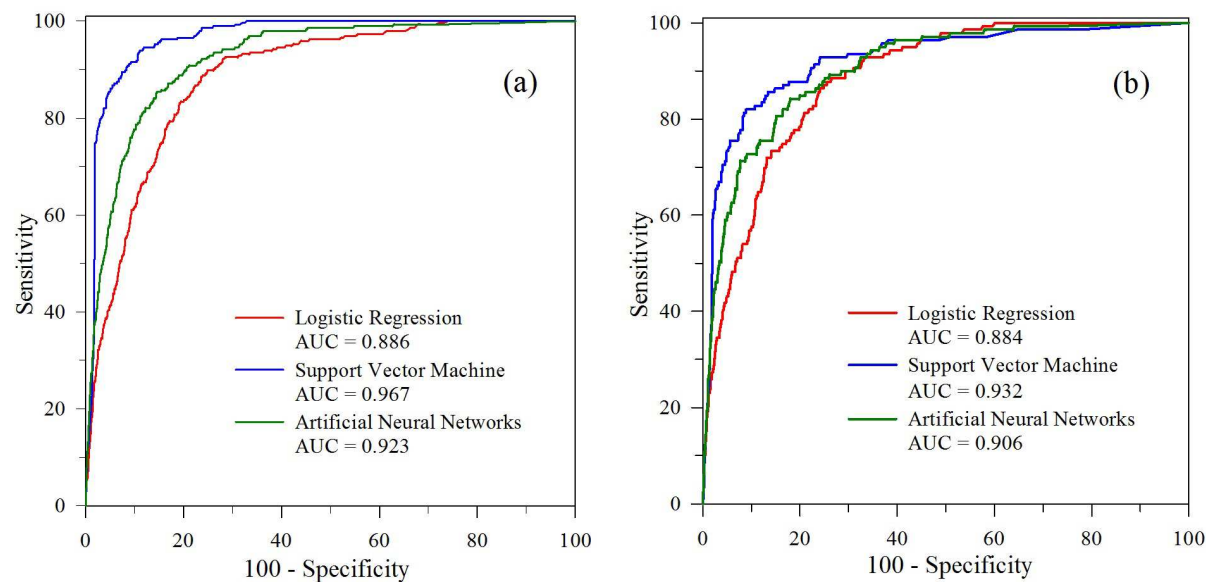 (a)
100
80
60
40
20
0
Sensitivity
Logistic Regression
AUC = 0.886
Support Vector Machine
AUC = 0.967
Artificial Neural Networks
AUC = 0.923
0 20 40 60 80 100
100 - Specificity
(b)
100
80
60
40
20
0
Sensitivity
Logistic Regression
AUC = 0.884
Support Vector Machine
AUC = 0.932
Artificial Neural Networks
AUC = 0.906
0 20 40 60 80 100
100 - Specificity